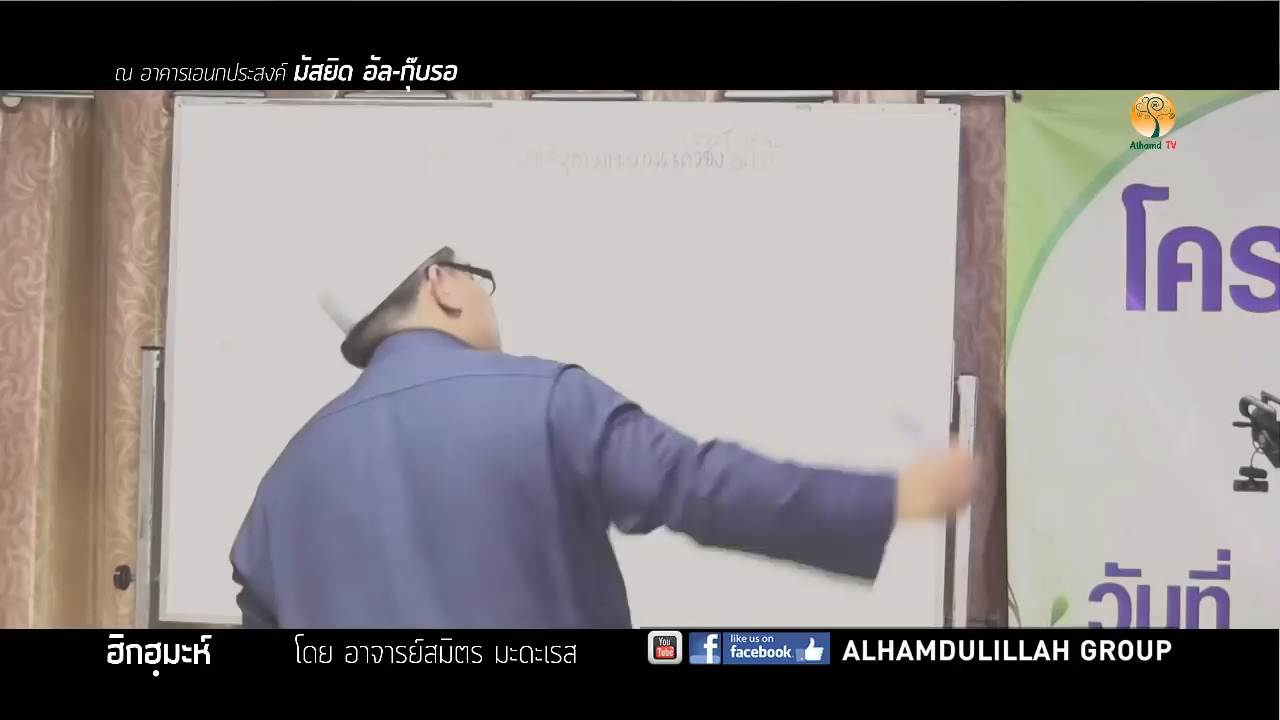 ณ อาคารเอนกประสงค์ มัสยิด อัล-กุ๊บรอ
Alhamd TV
โคร
วันที่
ฮิกฮฺมะห์ โดย อาจารย์สมิตร มะดะเรส
You Tube
like us on facebook.
ALHAMDULILLAH GROUP